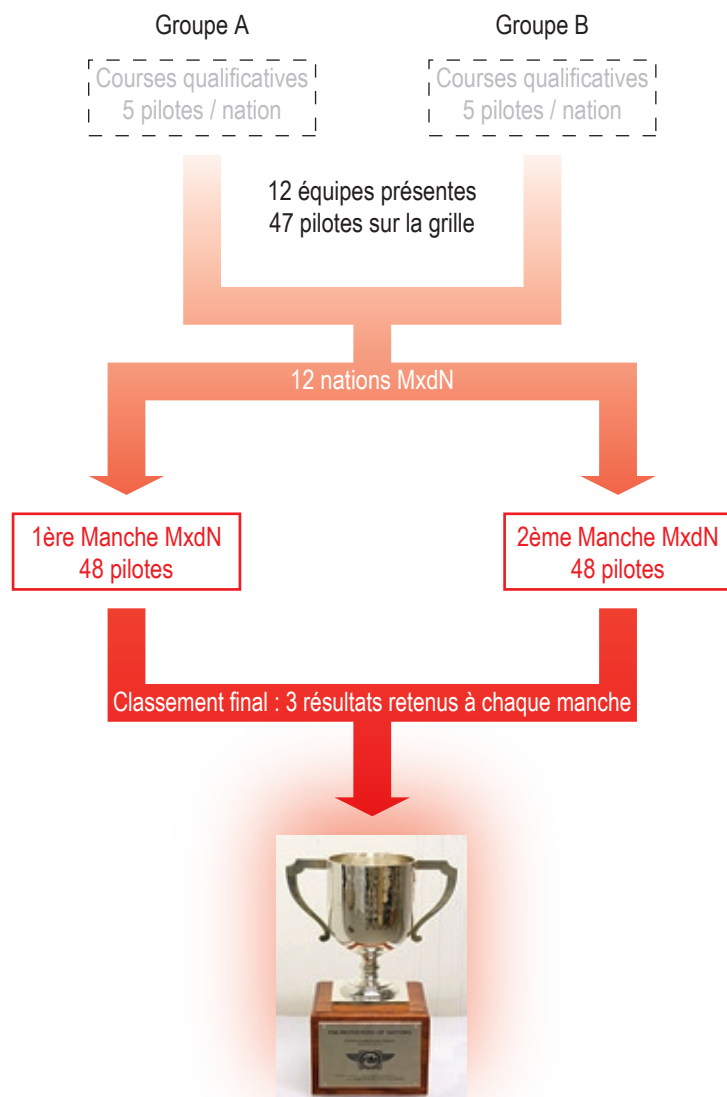 Groupe A
Groupe B
Courses qualificatives
5 pilotes / nation
Courses qualificatives
5 pilotes / nation
12 équipes présentes
47 pilotes sur la grille
12 nations MxdN
1ère Manche MxdN
48 pilotes
2ème Manche MxdN
48 pilotes
Classement final : 3 résultats retenus à chaque manche
OF NATIONS